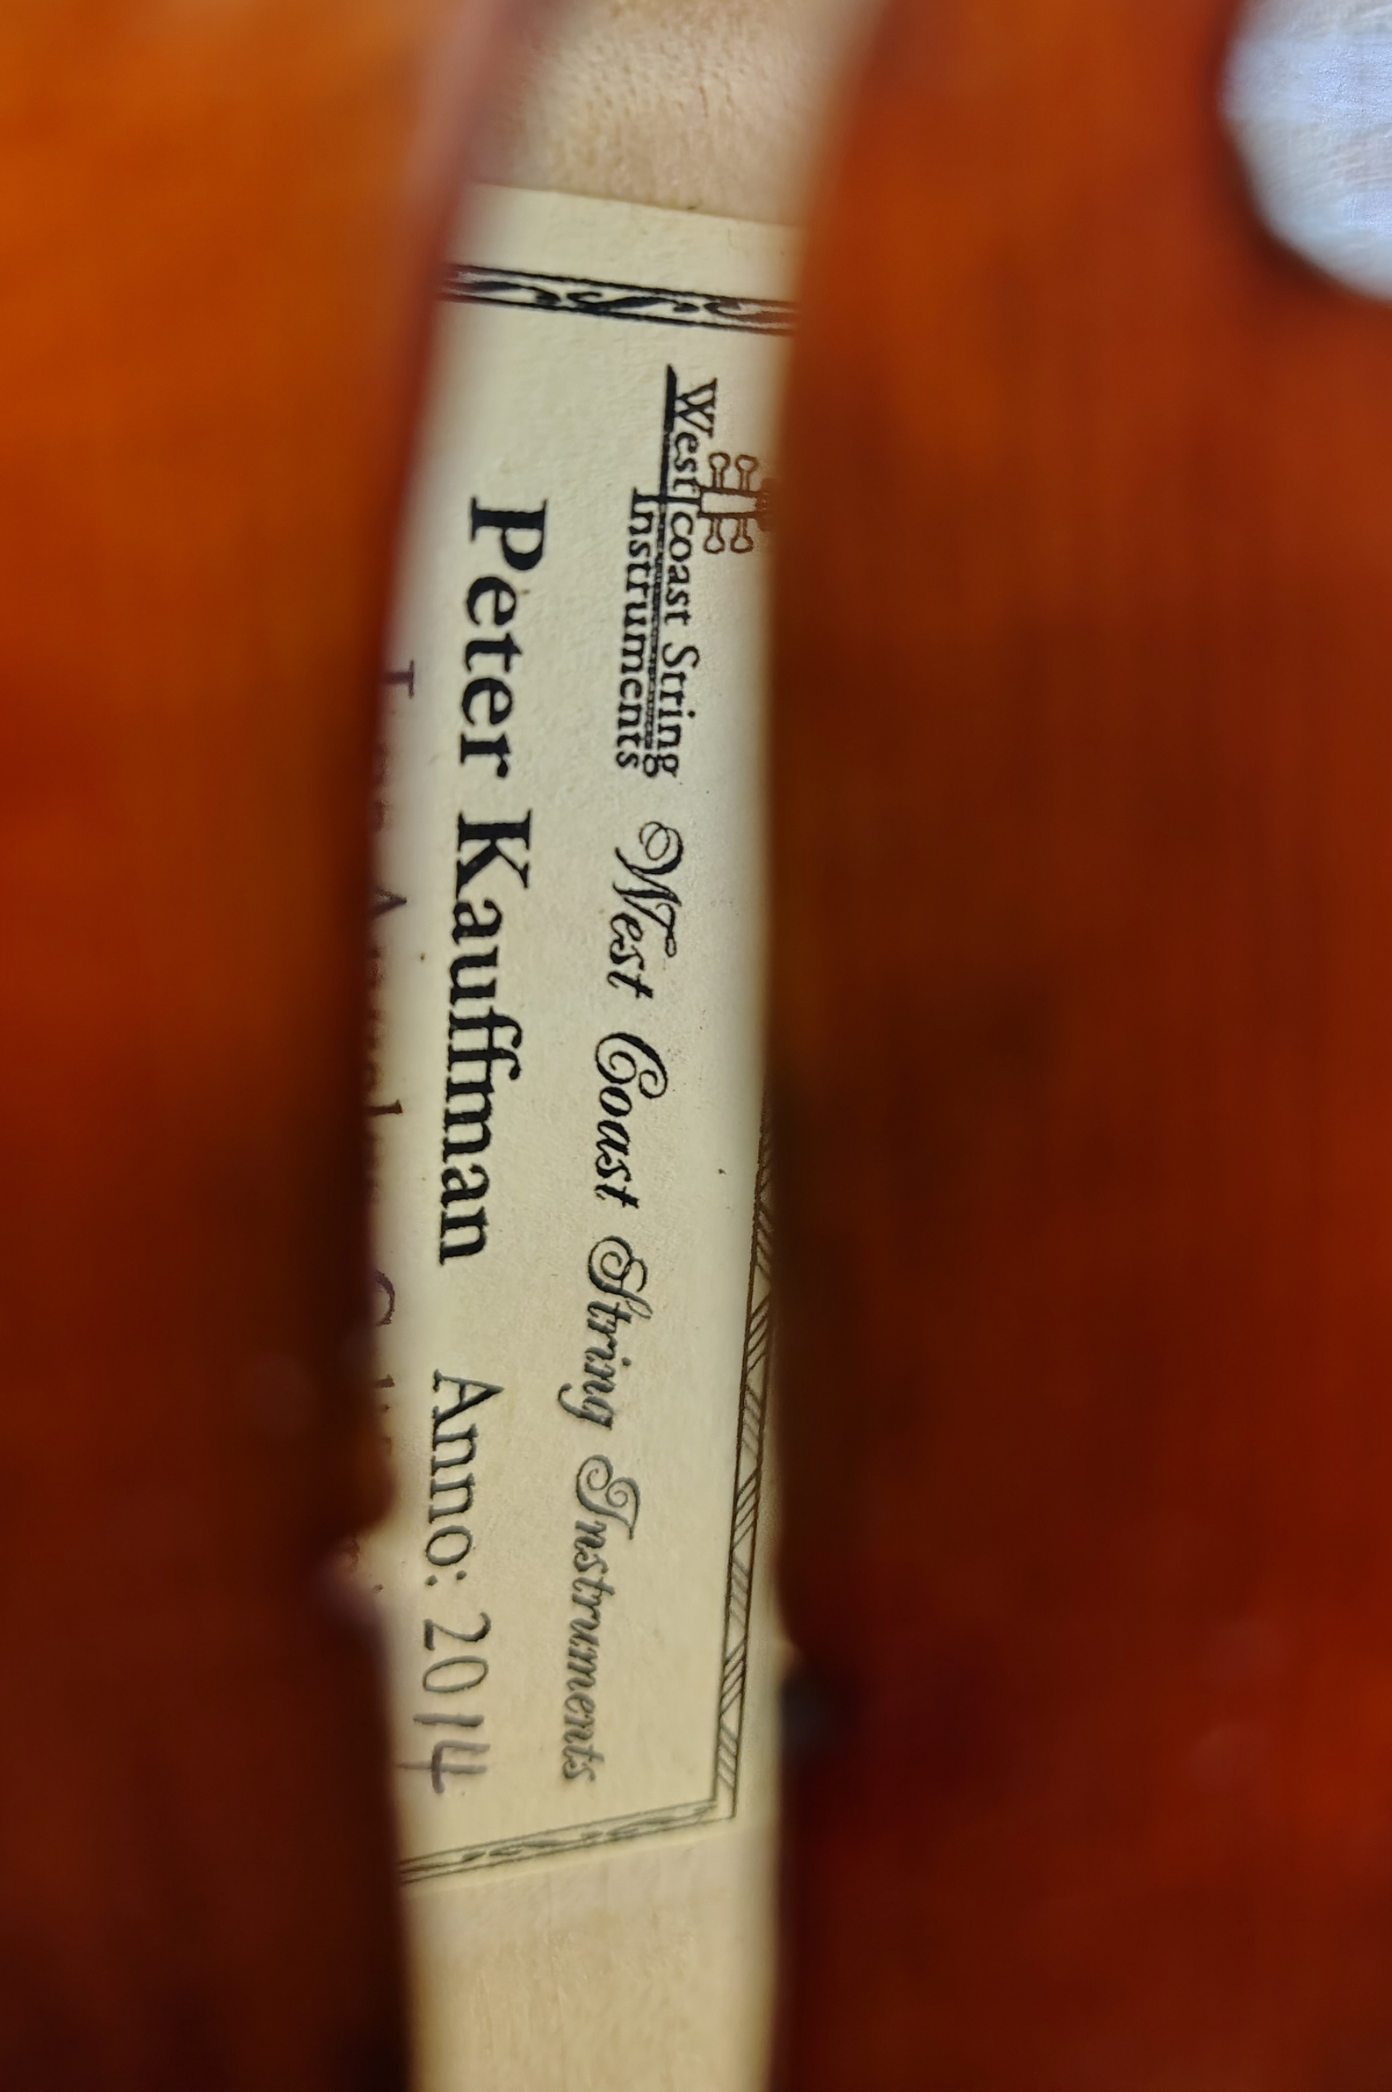 West coast String
Instruments
West Coast String Instruments
Peter Kauffman Anno: 2014